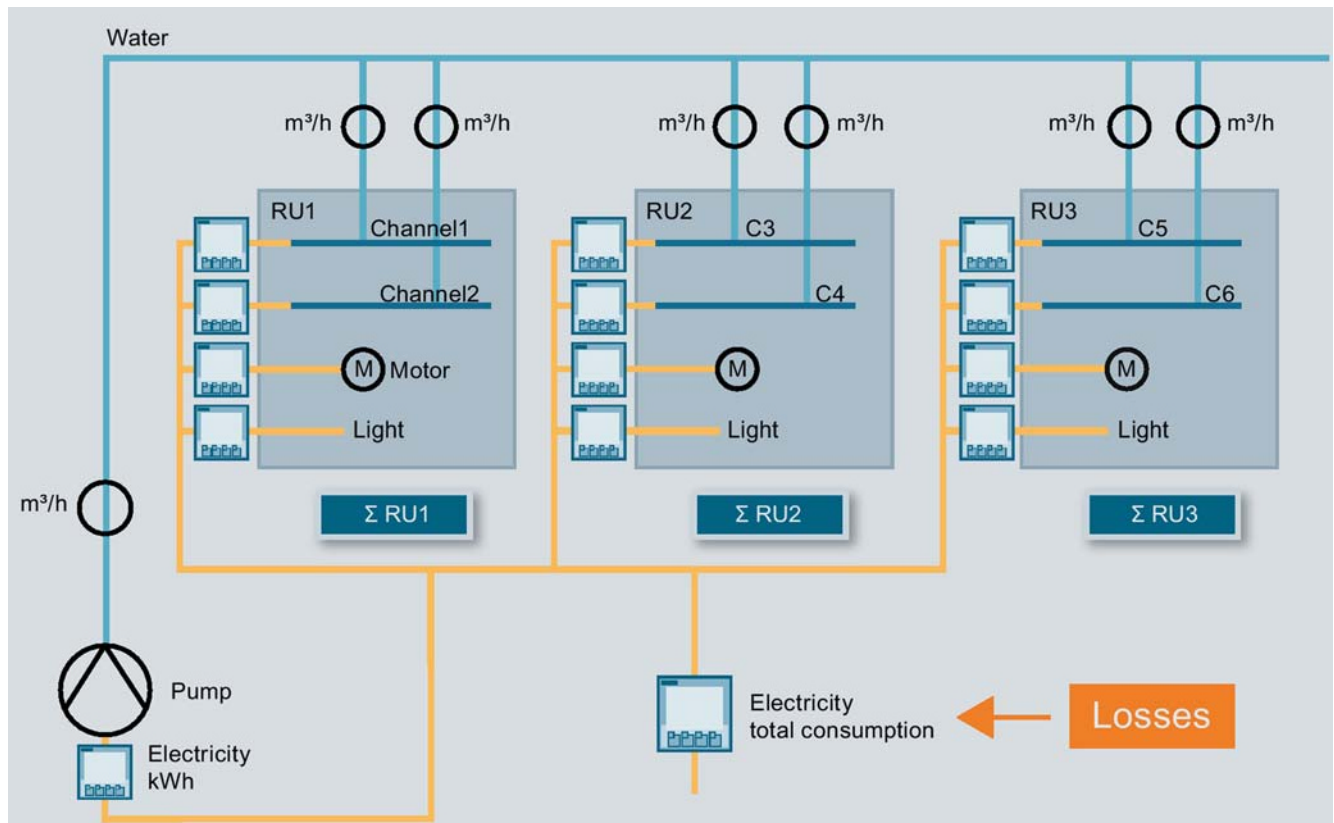 Water
m³/h
m³/h
m³/h
m³/h
m³/h
m³/h
RU1
Channel1
Channel2
M
Motor
Light
RU2
C3
C4
M
Light
RU3
C5
C6
M
Light
m³/h
Σ RU1
Σ RU2
Σ RU3
Pump
Electricity
kWh
Electricity
total consumption
Losses